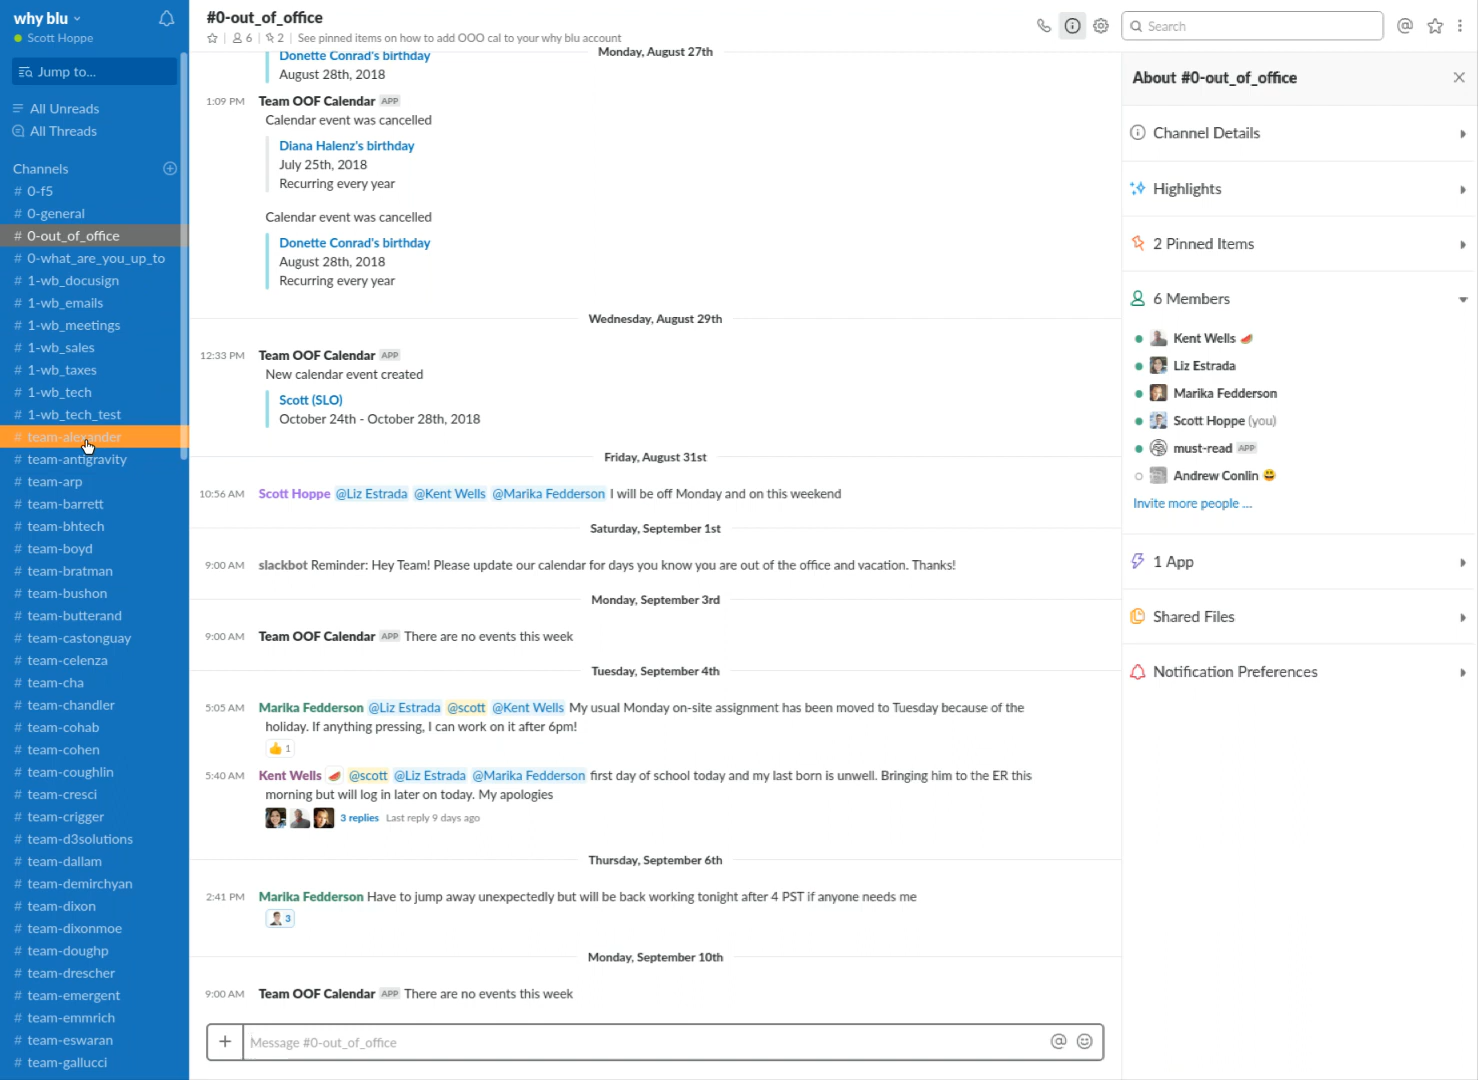 why blu
Scott Hoppe
Jump to...
All Unreads
All Threads
Channels
# 0-f5
# 0-general
# 0-out_of_office
# 0-what_are_you_up_to
# 1-wb_docusign
# 1-wb_emails
# 1-wb_meetings
# 1-wb_sales
# 1-wb_taxes
# 1-wb_tech
# 1-wb_tech_test
# team-alexander
# team-antigravity
# team-arp
# team-barrett
# team-bhtech
# team-boyd
# team-bratman
# team-bushon
# team-butterand
# team-castonguay
# team-celenza
# team-cha
# team-chandler
# team-cohab
# team-cohen
# team-coughlin
# team-cresci
# team-crigger
# team-d3solutions
# team-dallam
# team-demirchyan
# team-dixon
# team-dixonmoe
# team-doughp
# team-drescher
# team-emergent
# team-emmrich
# team-eswaran
# team-gallucci
#0-out_of_office
6 | 2 | See pinned items on how to add OOO cal to your why blu account
Search
Monday, August 27th
Donette Conrad's birthday
August 28th, 2018
1:09 PM Team OOF Calendar APP
Calendar event was cancelled
Diana Halenz's birthday
July 25th, 2018
Recurring every year
Calendar event was cancelled
Donette Conrad's birthday
August 28th, 2018
Recurring every year
Wednesday, August 29th
12:33 PM Team OOF Calendar APP
New calendar event created
Scott (SLO)
October 24th - October 28th, 2018
Friday, August 31st
10:56 AM Scott Hoppe @Liz Estrada @Kent Wells @Marika Fedderson I will be off Monday and on this weekend
Saturday, September 1st
9:00 AM slackbot Reminder: Hey Team! Please update our calendar for days you know you are out of the office and vacation. Thanks!
Monday, September 3rd
9:00 AM Team OOF Calendar APP There are no events this week
Tuesday, September 4th
5:05 AM Marika Fedderson @Liz Estrada @scott @Kent Wells My usual Monday on-site assignment has been moved to Tuesday because of the
holiday. If anything pressing, I can work on it after 6pm!
👍 1
5:40 AM Kent Wells 🍉 @scott @Liz Estrada @Marika Fedderson first day of school today and my last born is unwell. Bringing him to the ER this
morning but will log in later on today. My apologies
3 replies Last reply 9 days ago
Thursday, September 6th
2:41 PM Marika Fedderson Have to jump away unexpectedly but will be back working tonight after 4 PST if anyone needs me
3
Monday, September 10th
9:00 AM Team OOF Calendar APP There are no events this week
Message #0-out_of_office
About #0-out_of_office
Channel Details
Highlights
2 Pinned Items
6 Members
Kent Wells 🍉
Liz Estrada
Marika Fedderson
Scott Hoppe (you)
must-read APP
Andrew Conlin 😃
Invite more people ...
1 App
Shared Files
Notification Preferences